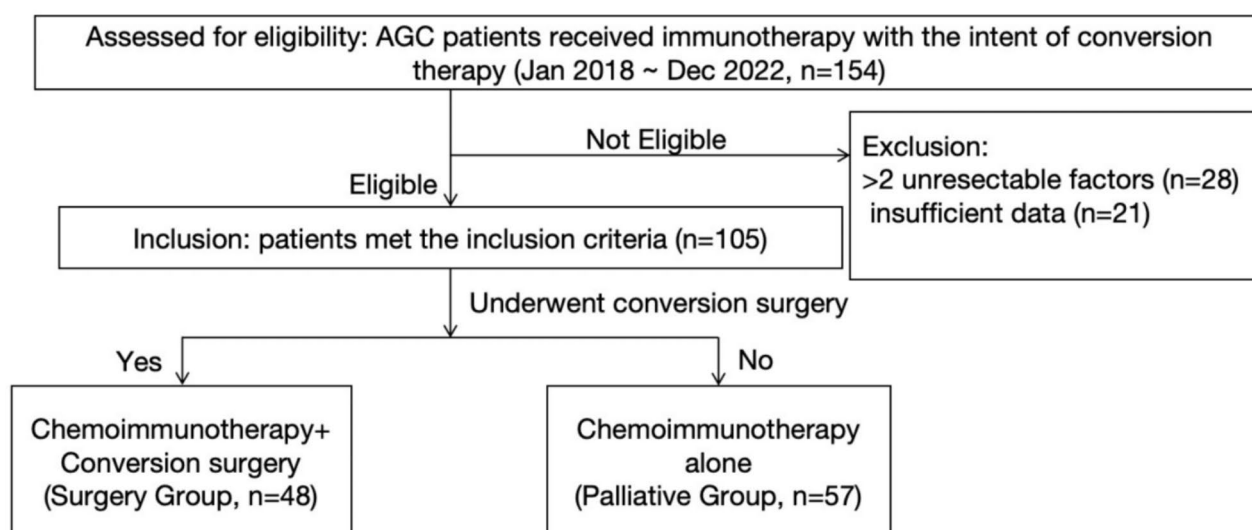 Assessed for eligibility: AGC patients received immunotherapy with the intent of conversion
therapy (Jan 2018 ~ Dec 2022, n=154)
Not Eligible
Exclusion:
>2 unresectable factors (n=28)
insufficient data (n=21)
Eligible
Inclusion: patients met the inclusion criteria (n=105)
Underwent conversion surgery
Yes
No
Chemoimmunotherapy+
Conversion surgery
(Surgery Group, n=48)
Chemoimmunotherapy
alone
(Palliative Group, n=57)